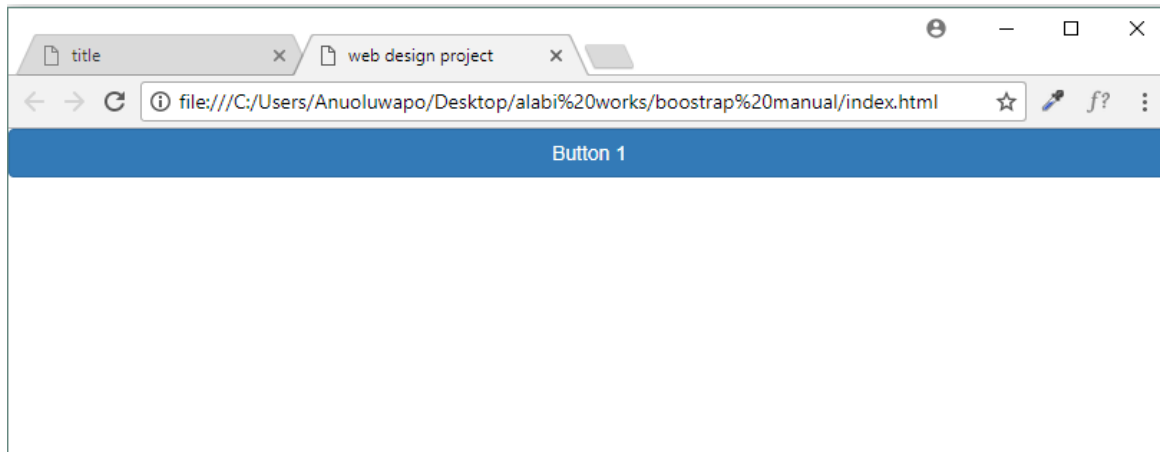 title
web design project
file:///C:/Users/Anuoluwapo/Desktop/alabi%20works/boostrap%20manual/index.html
f?
Button 1